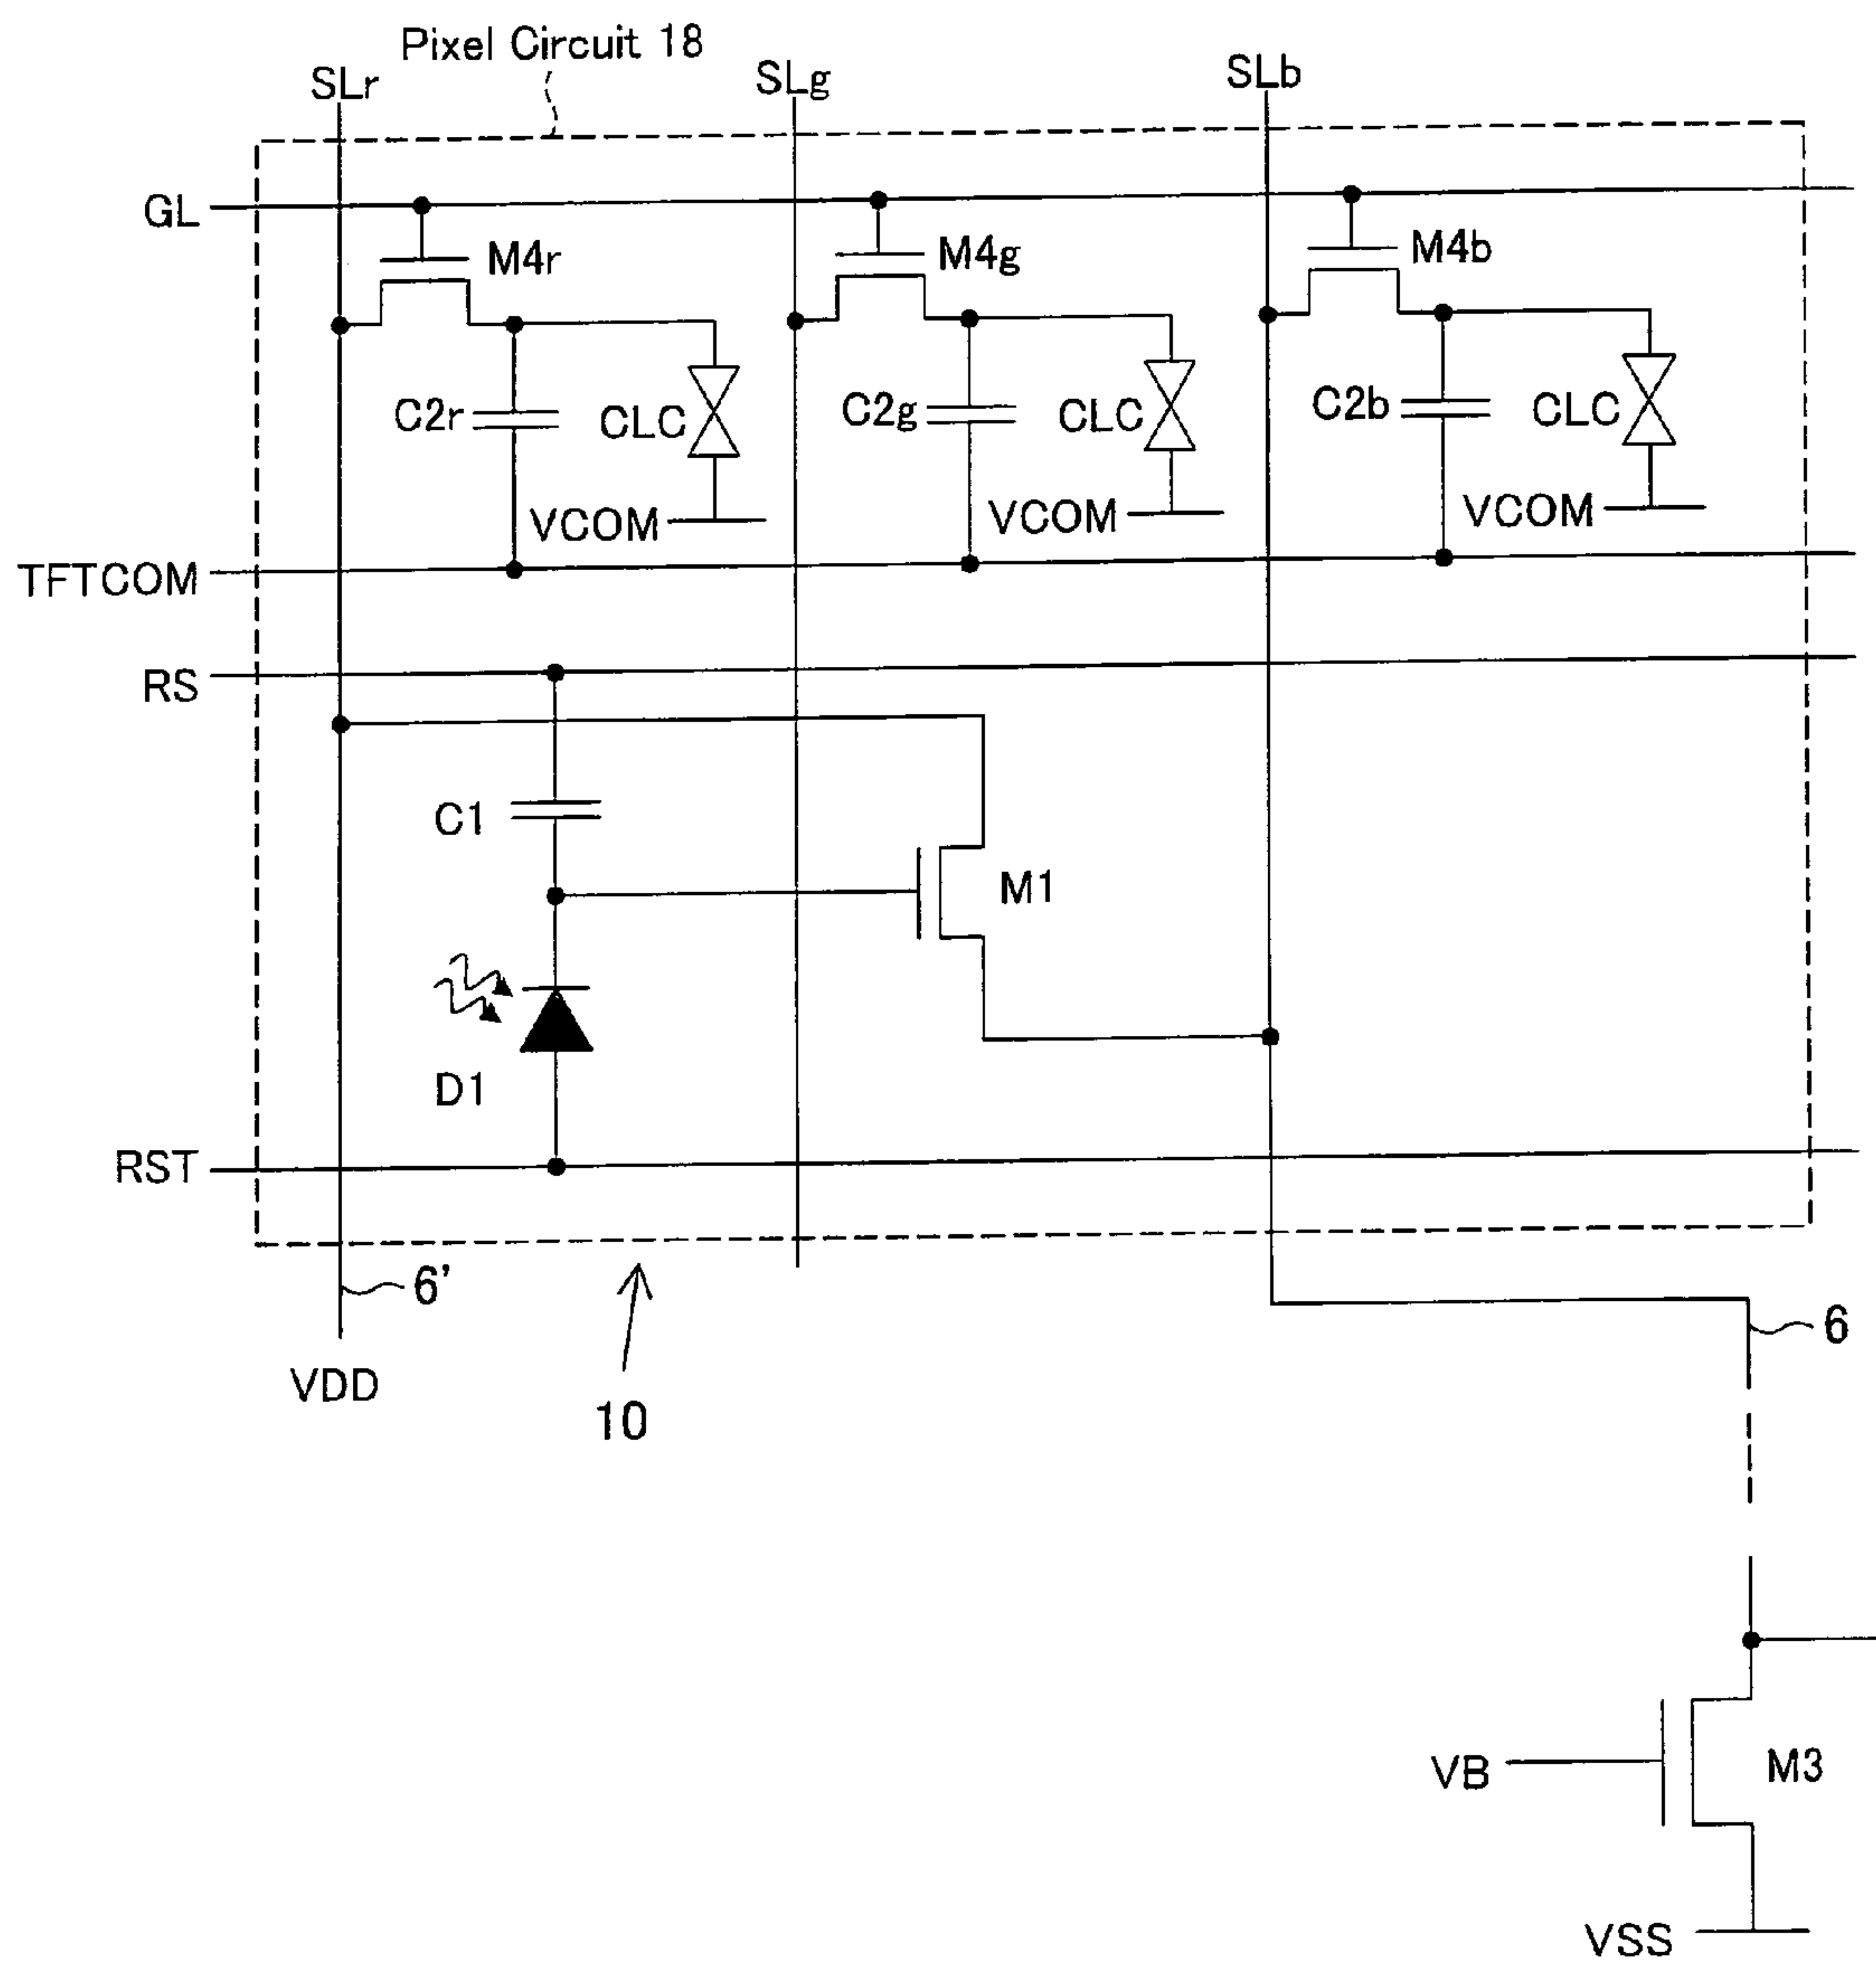 Pixel Circuit 18
SLr
SLg
SLb
GL
M4r
M4g
M4b
C2r
CLC
C2g
CLC
C2b
CLC
VCOM
VCOM
VCOM
TFTCOM
RS
C1
M1
D1
RST
6'
6
VDD
10
VB
M3
VSS